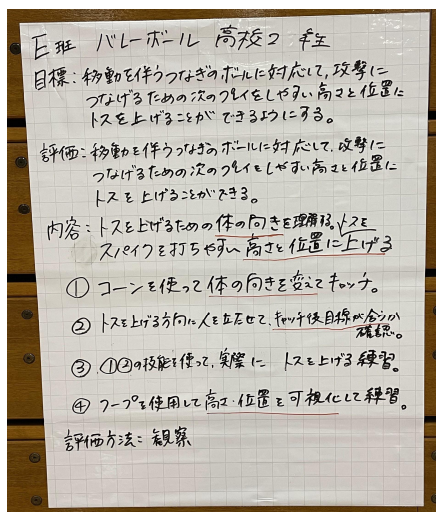 E班 バレーボール 高校2年生
目標：移動を伴うつなぎのボールに対応して、攻撃に
つなげるための次のプレイをしやすい高さと位置に
トスを上げることができるようにする。
評価：移動を伴うつなぎのボールに対応して、攻撃に
つなげるための次のプレイをしやすい高さと位置に
トスを上げることができる。
内容：トスを上げるための体の向きを理解する。トスを
スパイクを打ちやすい高さと位置に上げる
① コーンを使って体の向きを変えてキャッチ。
② トスを上げる方向に人を立たせて、キャッチ後目線が合うか
確認。
③ ①②の技能を使って、実際に トスを上げる練習。
④ フープを使用して高さ・位置を可視化して練習。
評価方法：観察